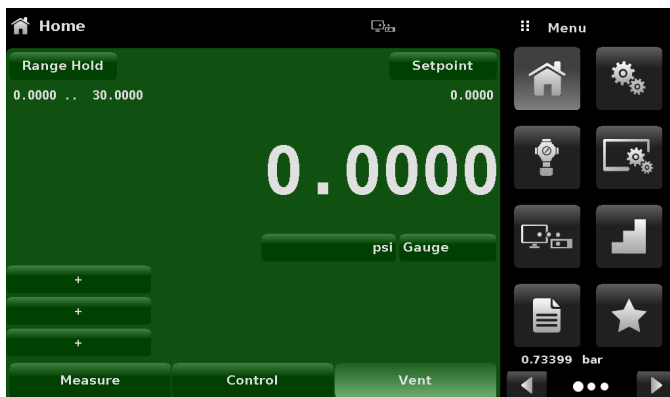 Home
Menu
Range Hold
Setpoint
0.0000 .. 30.0000
0.0000
0.0000
psi Gauge
+
+
+
0.73399 bar
Measure Control Vent